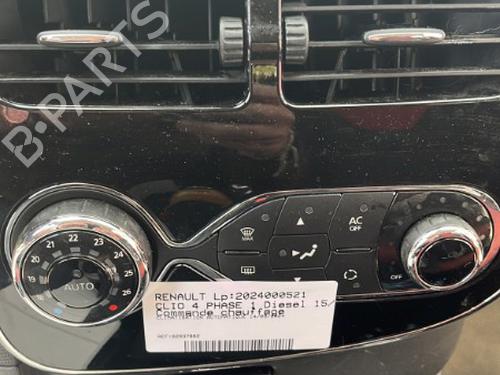 B-PARTS
MAX
AC
OFF
20
21
22
23
24
25
26
19
18
AUTO
OFF
RENAULT Lp:2024000521
CLIO 4 PHASE 1 Diesel 15/
Commande chauffage